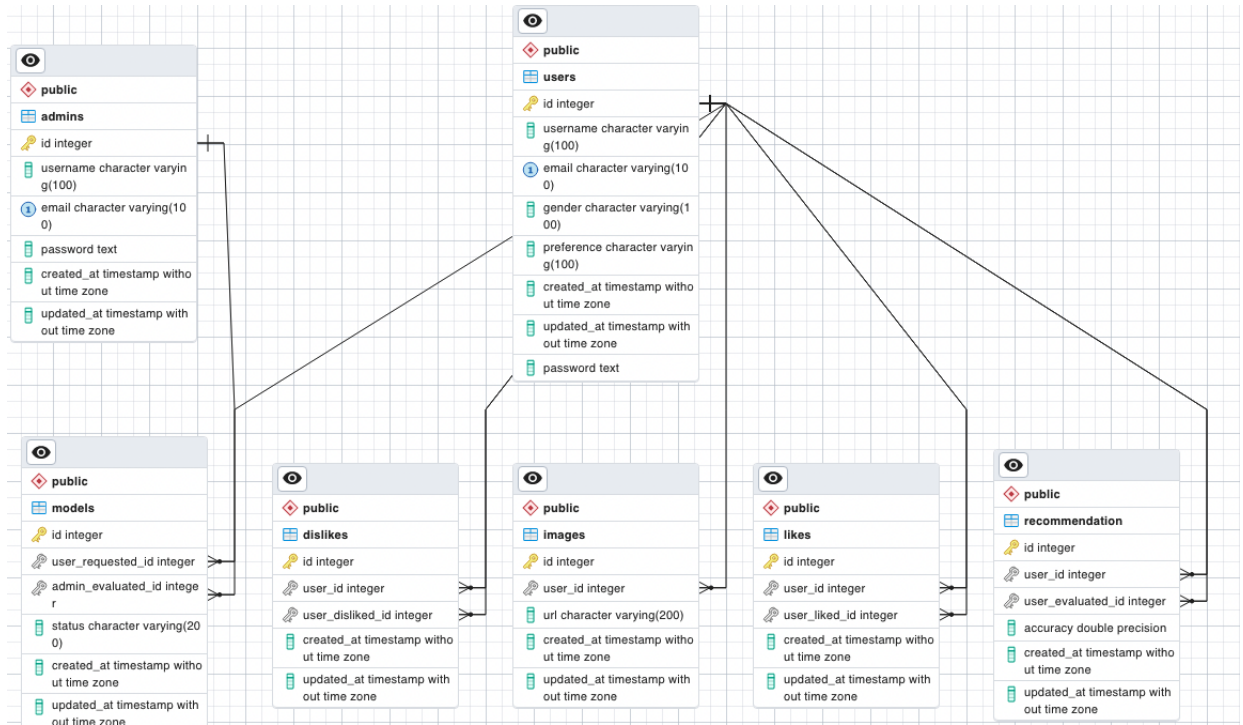 public
admins
id integer
username character varyin
g(100)
email character varying(10
0)
password text
created_at timestamp witho
ut time zone
updated_at timestamp with
out time zone
public
users
id integer
username character varyin
g(100)
email character varying(10
0)
gender character varying(1
00)
preference character varyin
g(100)
created_at timestamp witho
ut time zone
updated_at timestamp with
out time zone
password text
public
models
id integer
user_requested_id integer
admin_evaluated_id intege
r
status character varying(20
0)
created_at timestamp witho
ut time zone
updated_at timestamp with
out time zone
public
dislikes
id integer
user_id integer
user_disliked_id integer
created_at timestamp witho
ut time zone
updated_at timestamp with
out time zone
public
images
id integer
user_id integer
url character varying(200)
created_at timestamp witho
ut time zone
updated_at timestamp with
out time zone
public
likes
id integer
user_id integer
user_liked_id integer
created_at timestamp witho
ut time zone
updated_at timestamp with
out time zone
public
recommendation
id integer
user_id integer
user_evaluated_id integer
accuracy double precision
created_at timestamp witho
ut time zone
updated_at timestamp with
out time zone